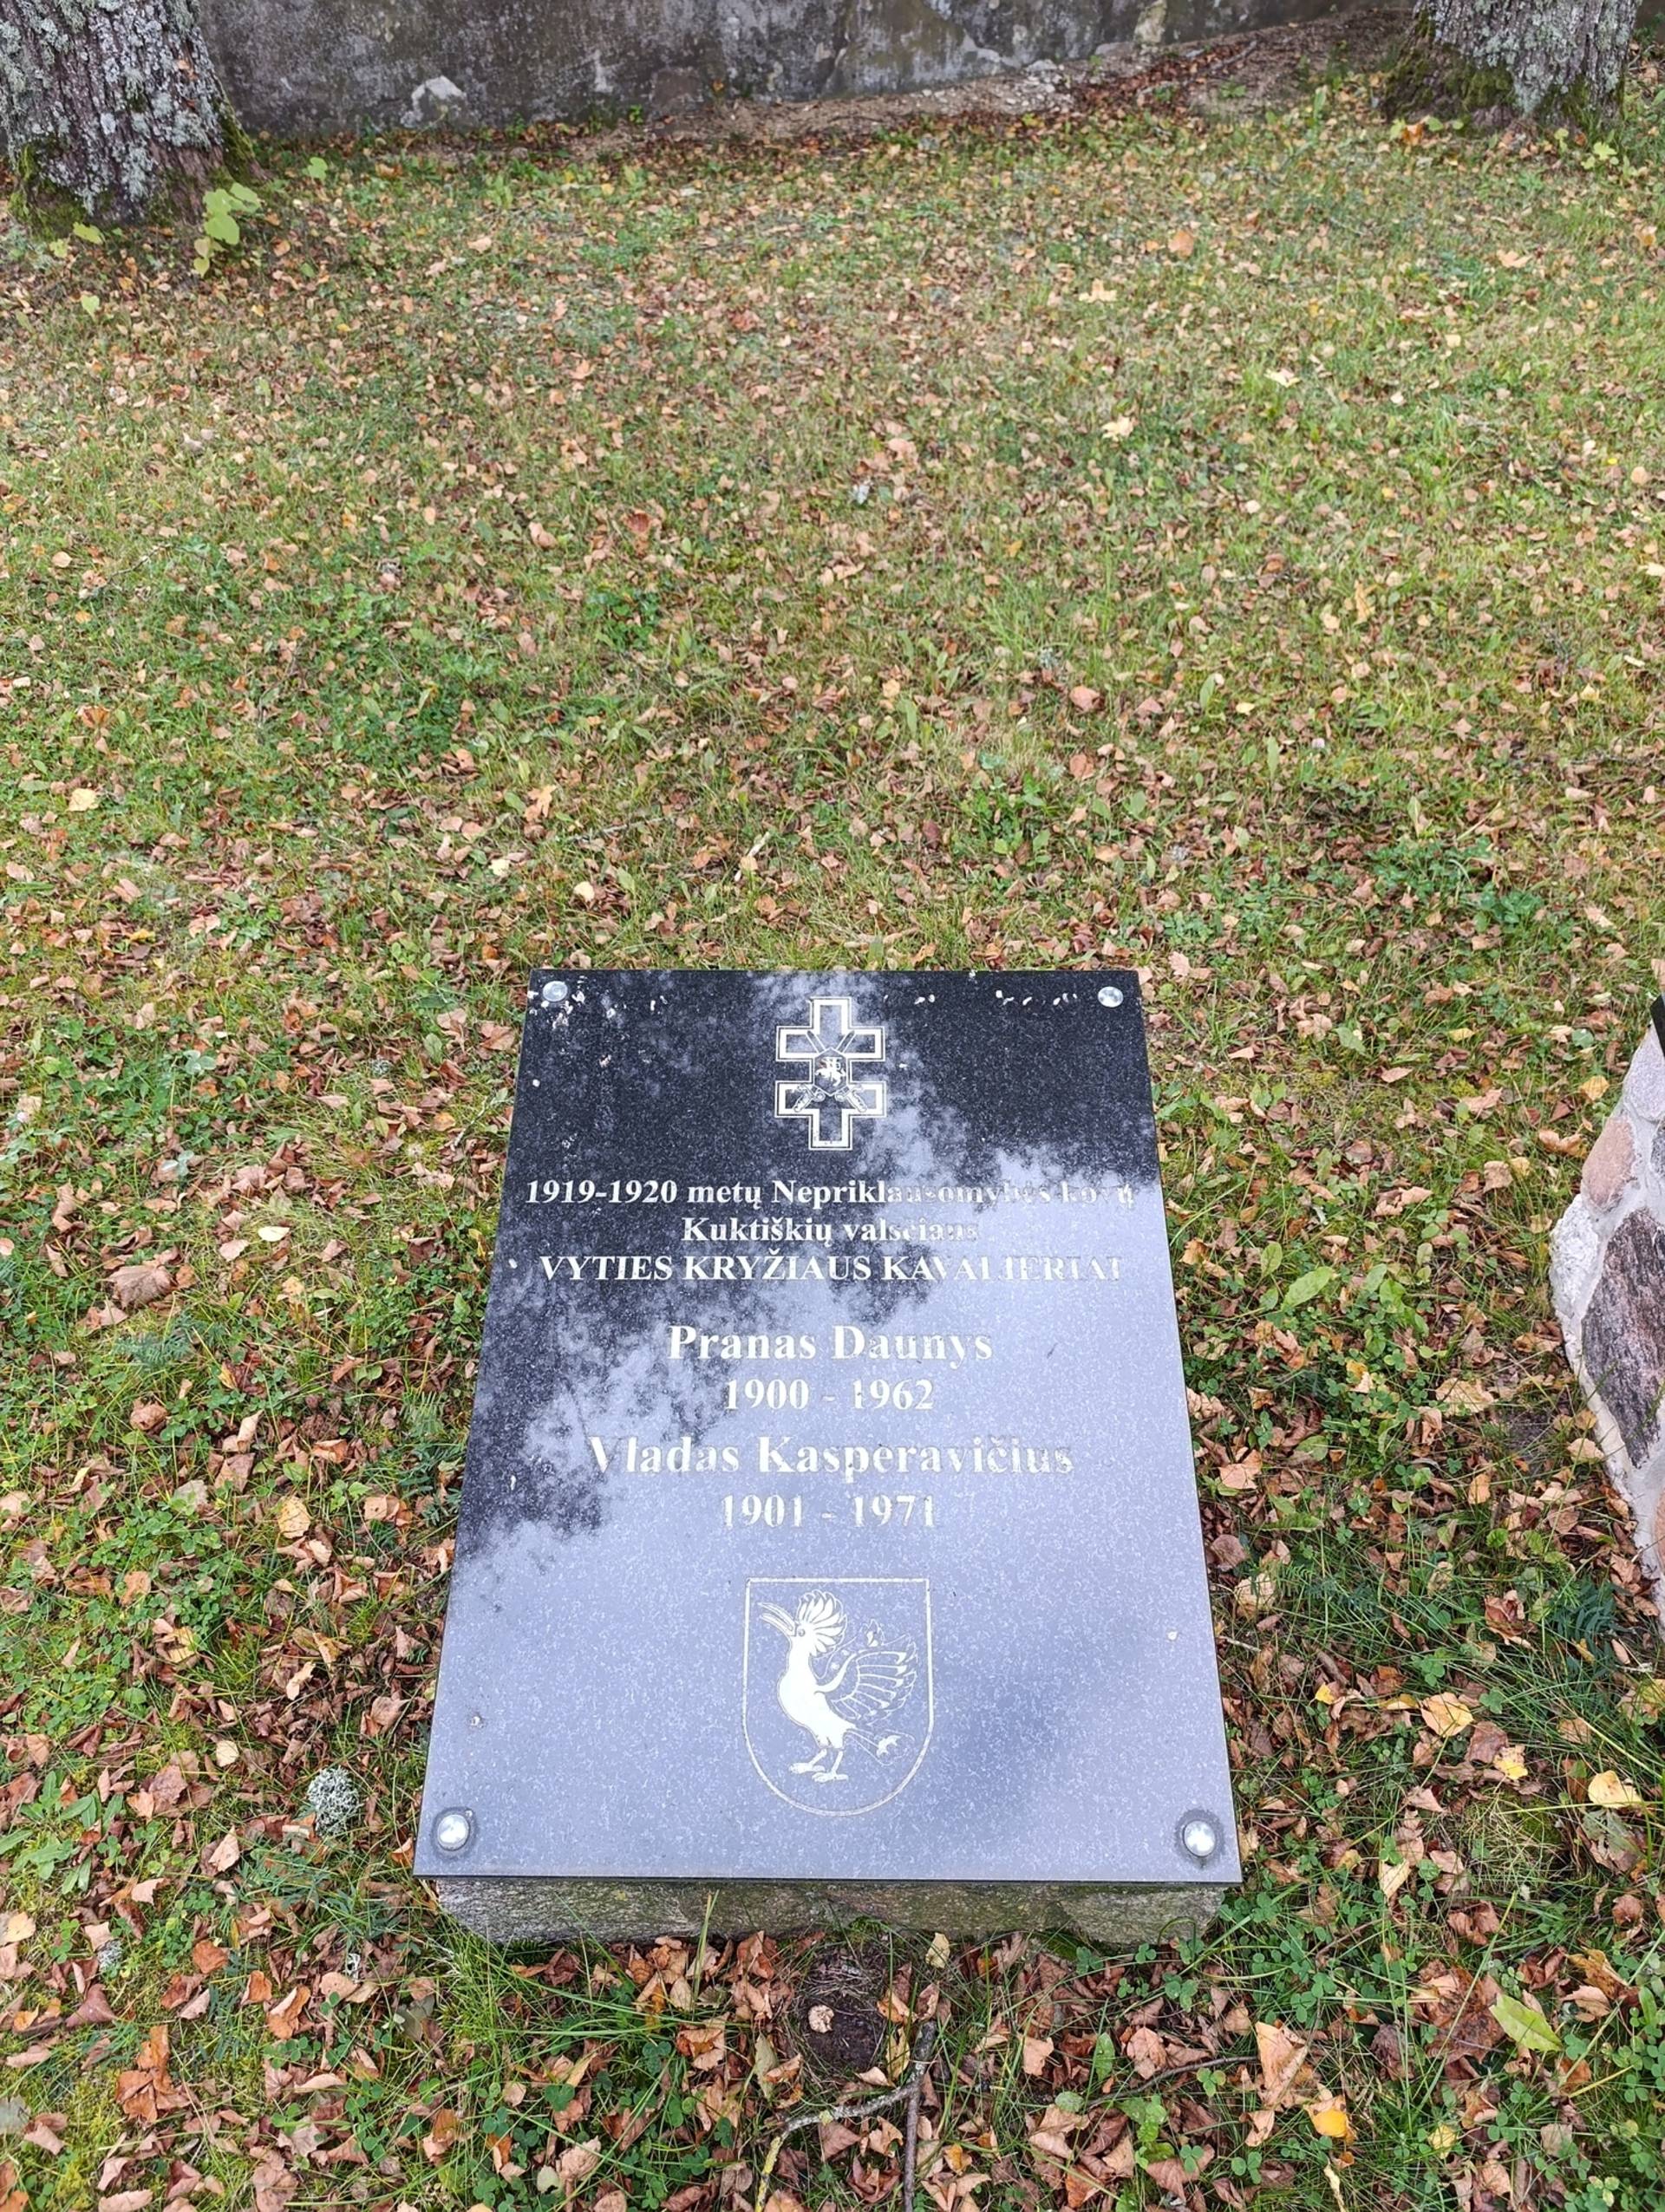 1919-1920 metų Nepriklausomybės kovų
Kuktiškių valsčiaus
VYTIES KRYŽIAUS KAVALIERIAI
Pranas Daunys
1900 - 1962
Vladas Kasperavičius
1901 - 1971